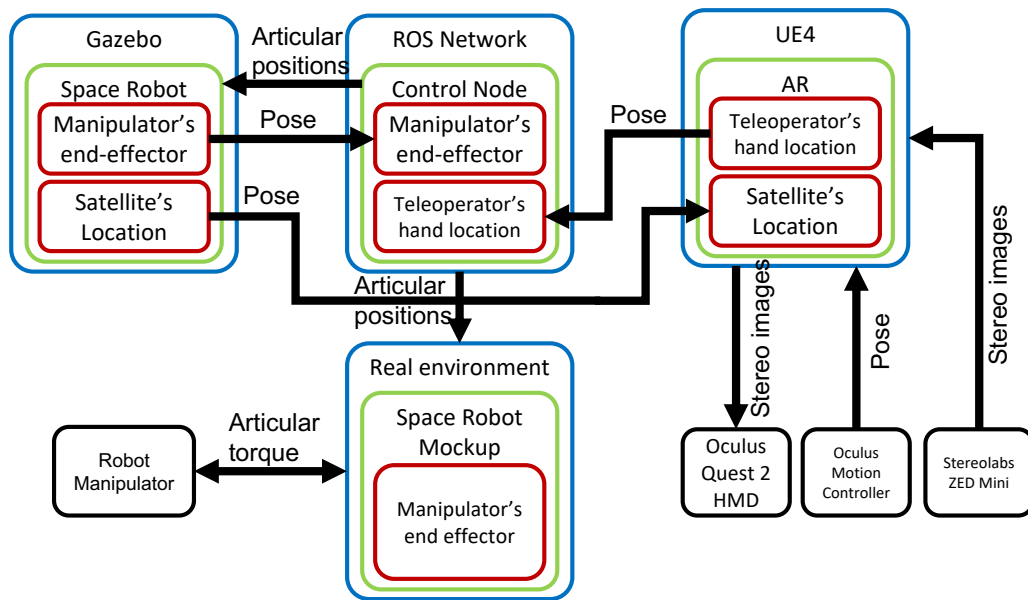 Gazebo
Space Robot
Manipulator's
end-effector
Satellite's
Location
Articular
positions
Pose
Pose
ROS Network
Control Node
Manipulator's
end-effector
Teleoperator's
hand location
Pose
UE4
AR
Teleoperator's
hand location
Satellite's
Location
Articular
positions
Stereo images
Pose
Stereo images
Real environment
Space Robot
Mockup
Manipulator's
end effector
Articular
torque
Robot
Manipulator
Oculus
Quest 2
HMD
Oculus
Motion
Controller
Stereolabs
ZED Mini